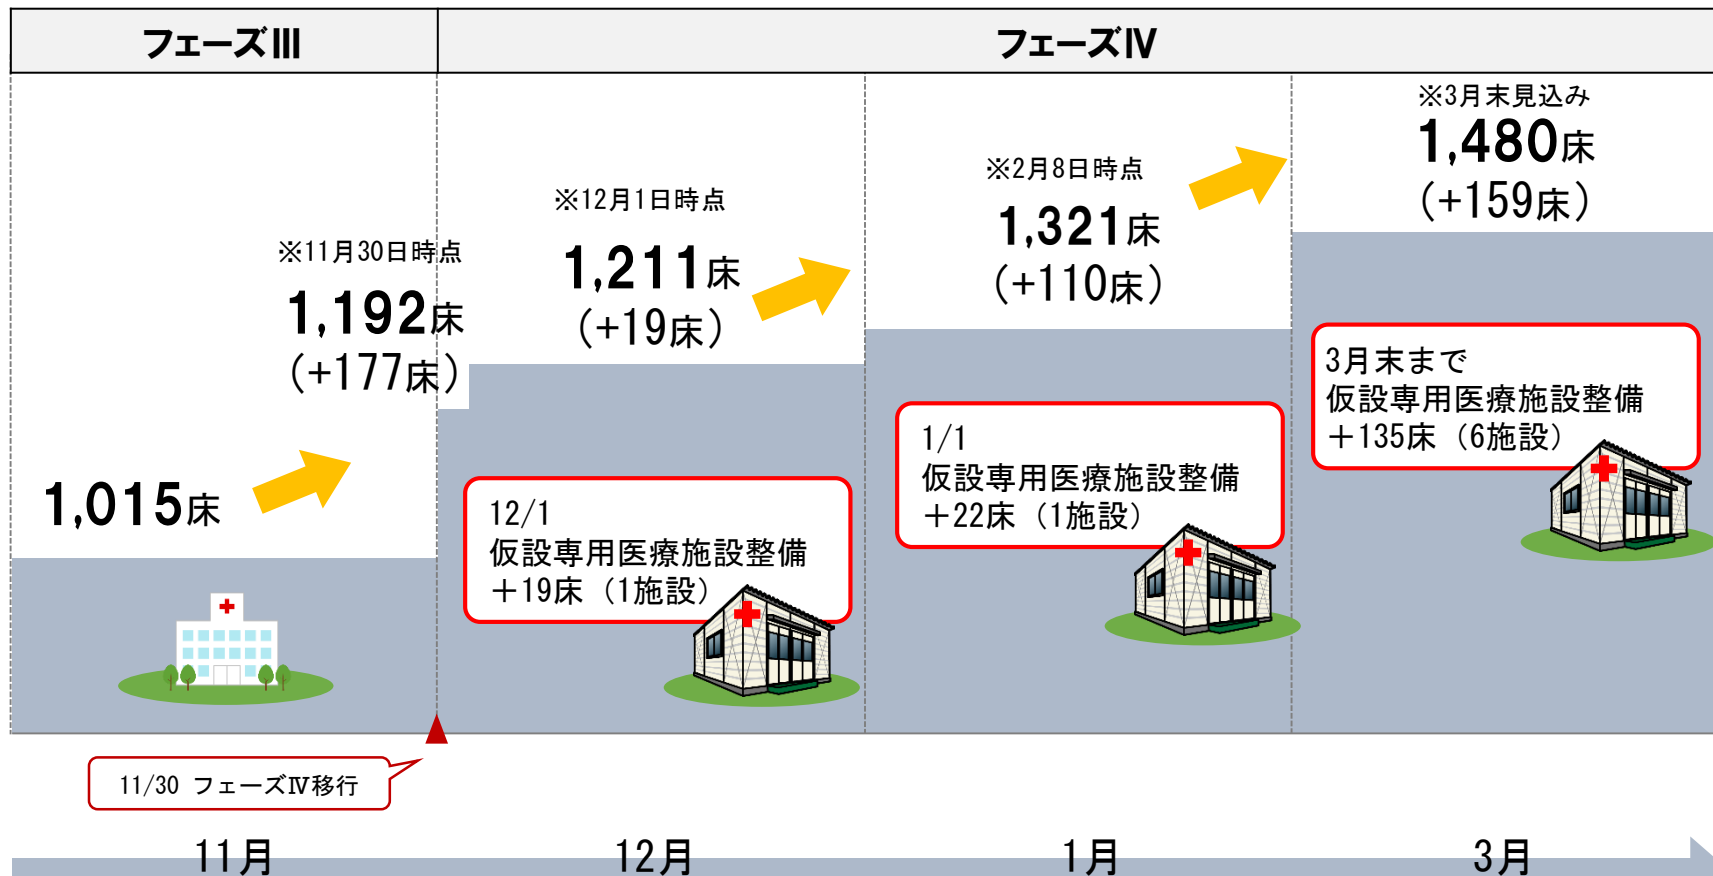 フェーズⅢ
フェーズⅣ
1,015床
※11月30日時点
1,192床
(+177床)
※12月1日時点
1,211床
(+19床)
※2月8日時点
1,321床
(+110床)
※3月末見込み
1,480床
(+159床)
12/1
仮設専用医療施設整備
＋19床（1施設）
1/1
仮設専用医療施設整備
＋22床（1施設）
3月末まで
仮設専用医療施設整備
＋135床（6施設）
11/30 フェーズⅣ移行
11月
12月
1月
3月